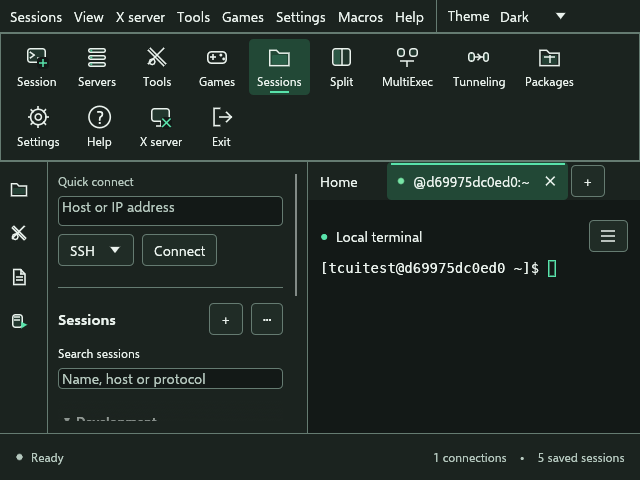 Sessions View X server Tools Games Settings Macros Help Theme Dark
Session Servers Tools Games Sessions Split MultiExec Tunneling Packages
Settings Help X server Exit
Quick connect
Host or IP address
SSH Connect
Sessions + ...
Search sessions
Name, host or protocol
Development
Home @d69975dc0ed0:~ ✕ +
Local terminal
[tcuitest@d69975dc0ed0 ~]$
Ready 1 connections • 5 saved sessions